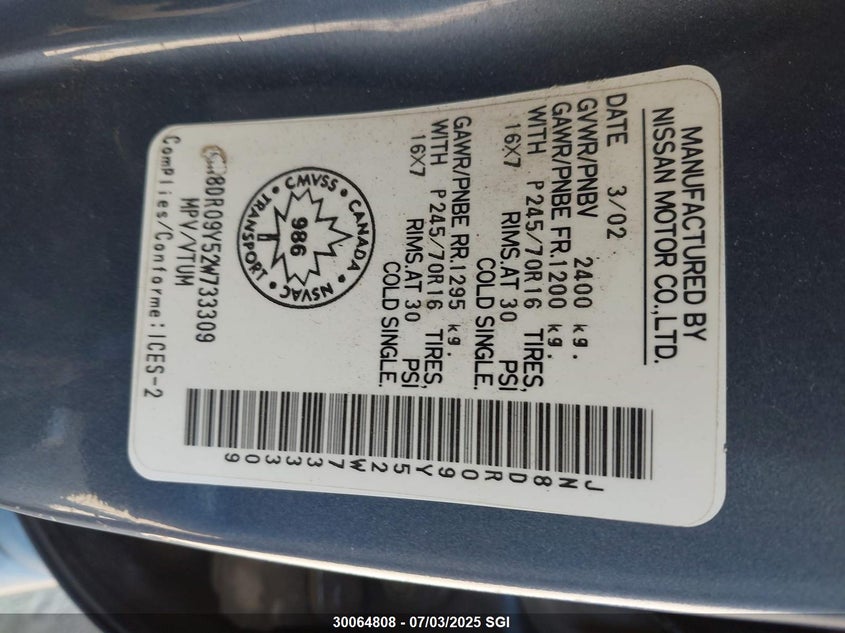 MANUFACTURED BY
NISSAN MOTOR CO.,LTD.
DATE 3/02
GVWR/PNBV 2400 kg.
GAWR/PNBE FR. 1200 kg.
WITH P245/70R16 TIRES,
16X7 RIMS. AT 30 PSI
COLD SINGLE.
GAWR/PNBE RR. 1295 kg.
WITH P245/70R16 TIRES,
16X7 RIMS. AT 30 PSI
COLD SINGLE.
CMVSS • CANADA • NSVAC • TRANSPORT •
986
8DR09Y52W733309
MPV/VTUM
Complies/Conforme: ICES-2
JN8DR09Y52W733309
30064808 - 07/03/2025 SGI